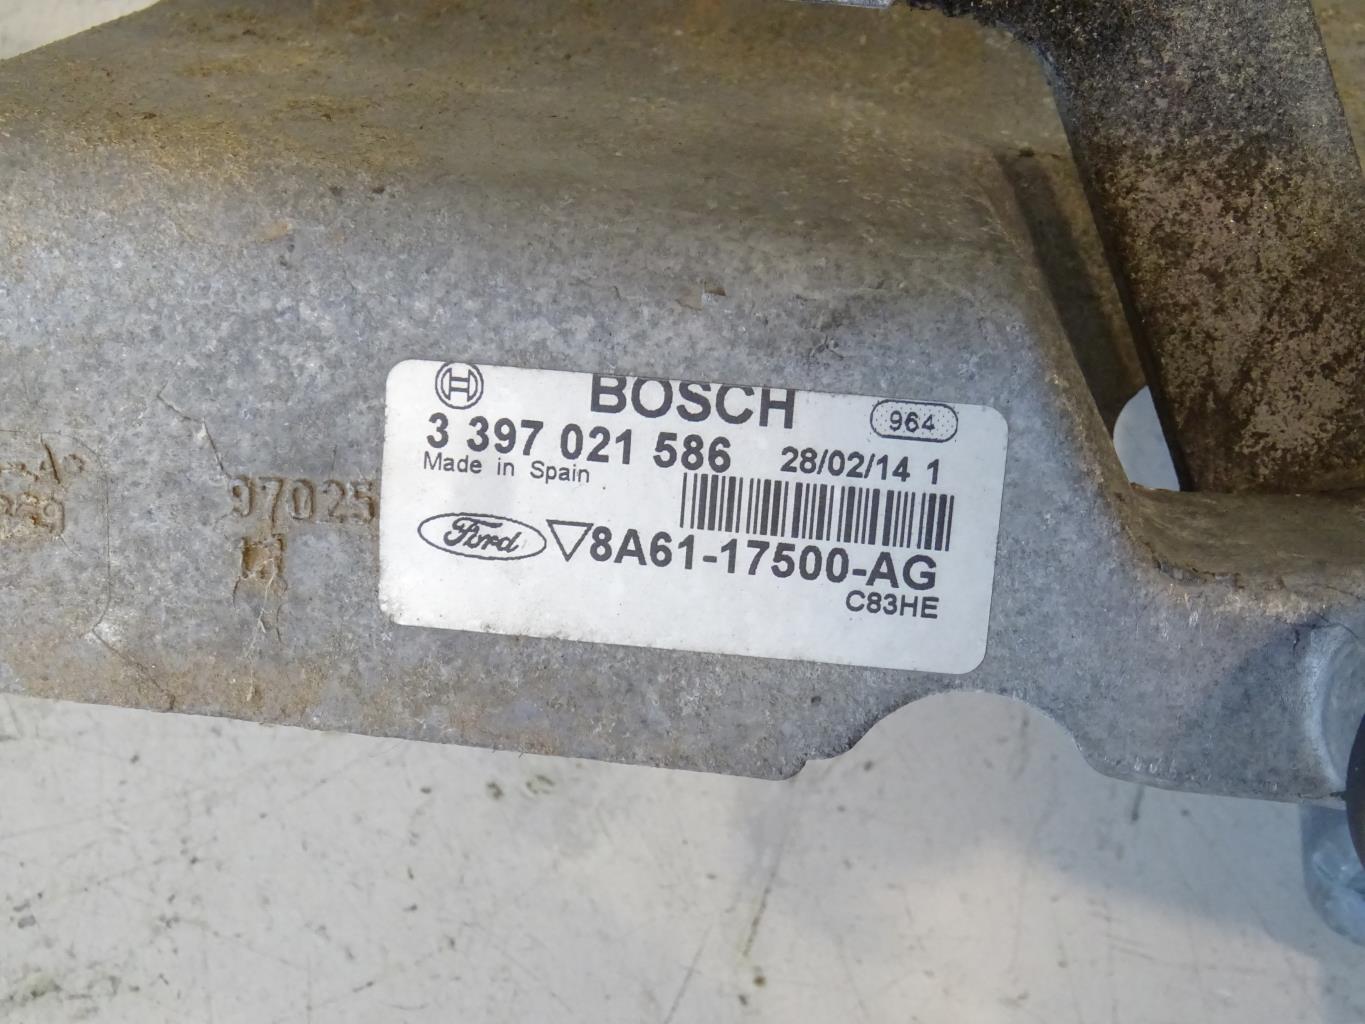 BOSCH 964
3 397 021 586 28/02/14 1
Made in Spain
97025
Ford 8A61-17500-AG
C83HE